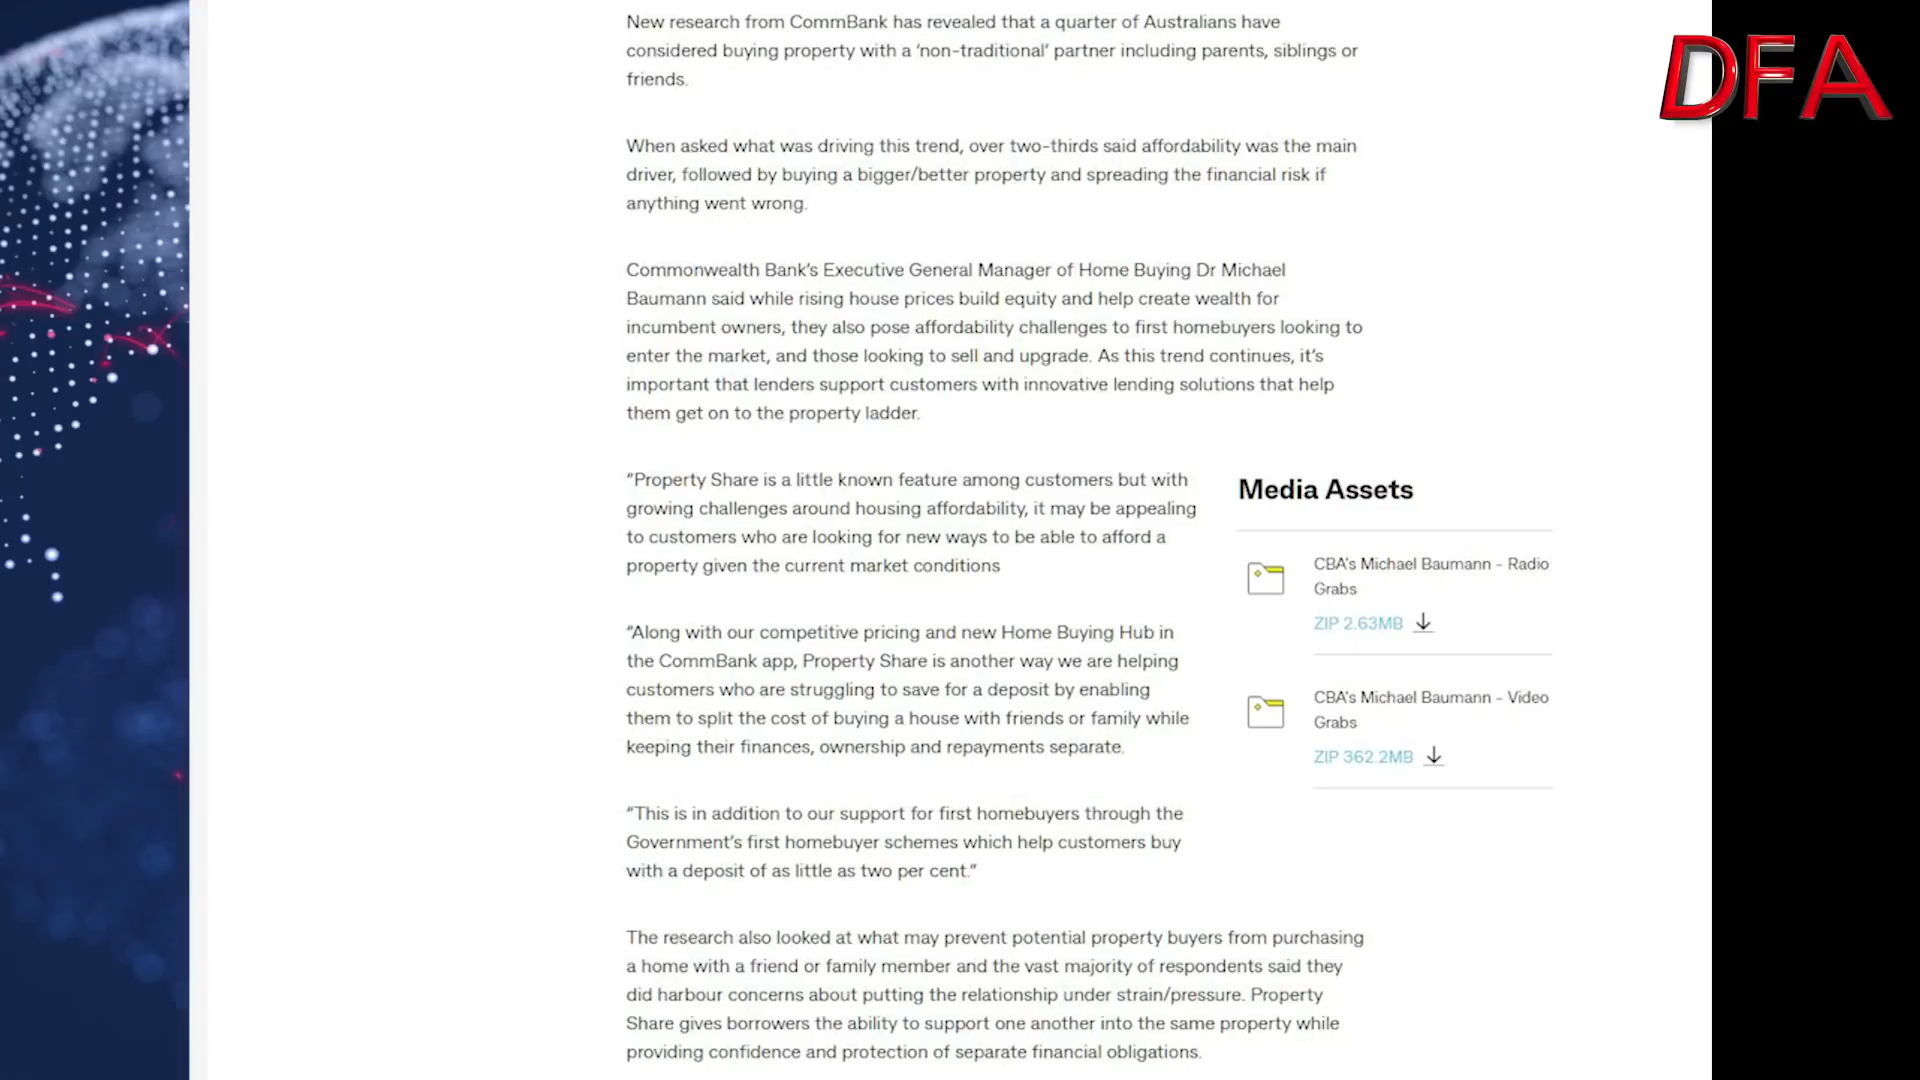 DFA
New research from CommBank has revealed that a quarter of Australians have
considered buying property with a ‘non-traditional’ partner including parents, siblings or
friends.
When asked what was driving this trend, over two-thirds said affordability was the main
driver, followed by buying a bigger/better property and spreading the financial risk if
anything went wrong.
Commonwealth Bank’s Executive General Manager of Home Buying Dr Michael
Baumann said while rising house prices build equity and help create wealth for
incumbent owners, they also pose affordability challenges to first homebuyers looking to
enter the market, and those looking to sell and upgrade. As this trend continues, it’s
important that lenders support customers with innovative lending solutions that help
them get on to the property ladder.
“Property Share is a little known feature among customers but with
growing challenges around housing affordability, it may be appealing
to customers who are looking for new ways to be able to afford a
property given the current market conditions
“Along with our competitive pricing and new Home Buying Hub in
the CommBank app, Property Share is another way we are helping
customers who are struggling to save for a deposit by enabling
them to split the cost of buying a house with friends or family while
keeping their finances, ownership and repayments separate.
“This is in addition to our support for first homebuyers through the
Government’s first homebuyer schemes which help customers buy
with a deposit of as little as two per cent.”
Media Assets
CBA's Michael Baumann - Radio
Grabs
ZIP 2.63MB
CBA's Michael Baumann - Video
Grabs
ZIP 362.2MB
The research also looked at what may prevent potential property buyers from purchasing
a home with a friend or family member and the vast majority of respondents said they
did harbour concerns about putting the relationship under strain/pressure. Property
Share gives borrowers the ability to support one another into the same property while
providing confidence and protection of separate financial obligations.